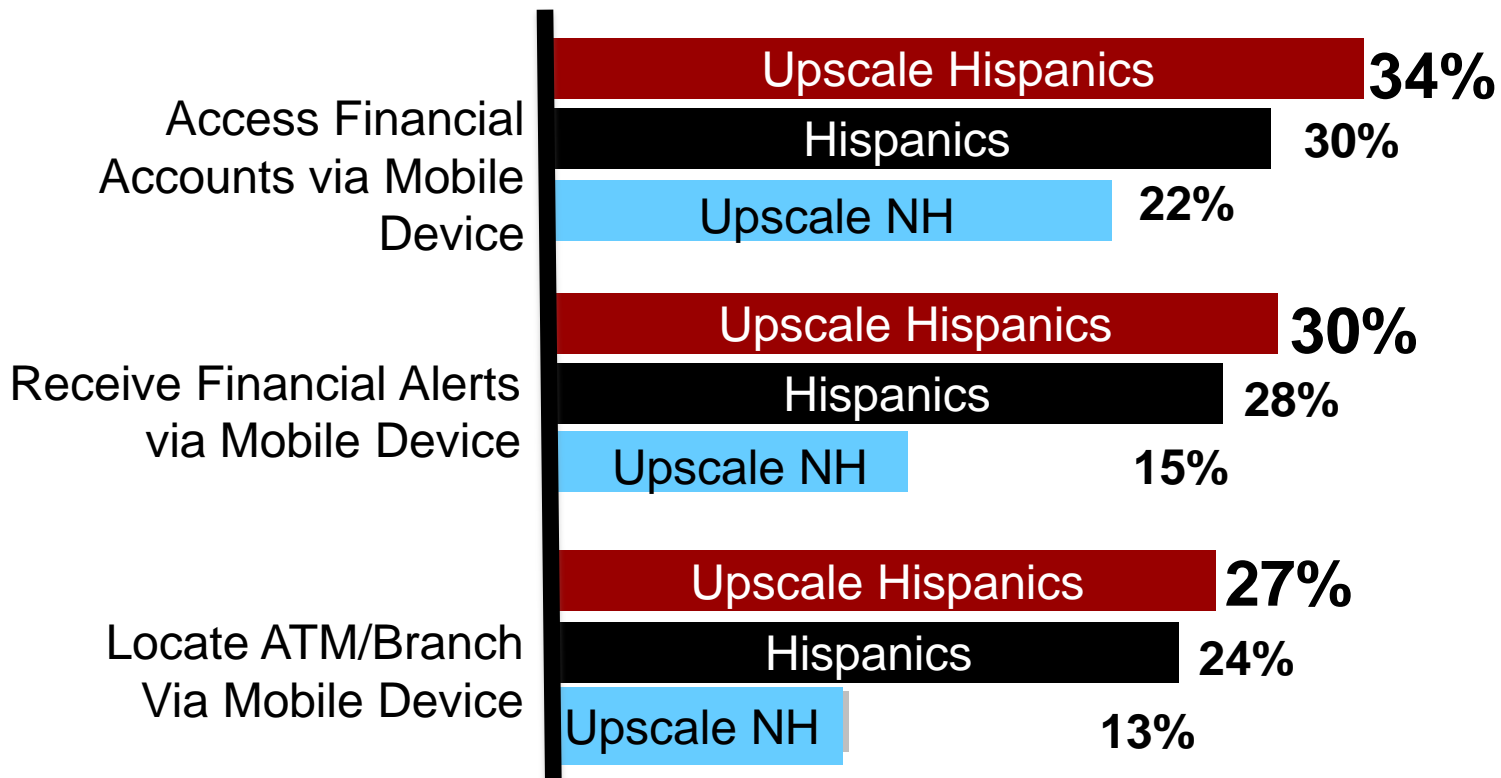 Access Financial
Accounts via Mobile
Device
Upscale Hispanics 34%
Hispanics 30%
Upscale NH 22%
Receive Financial Alerts
via Mobile Device
Upscale Hispanics 30%
Hispanics 28%
Upscale NH 15%
Locate ATM/Branch
Via Mobile Device
Upscale Hispanics 27%
Hispanics 24%
Upscale NH 13%